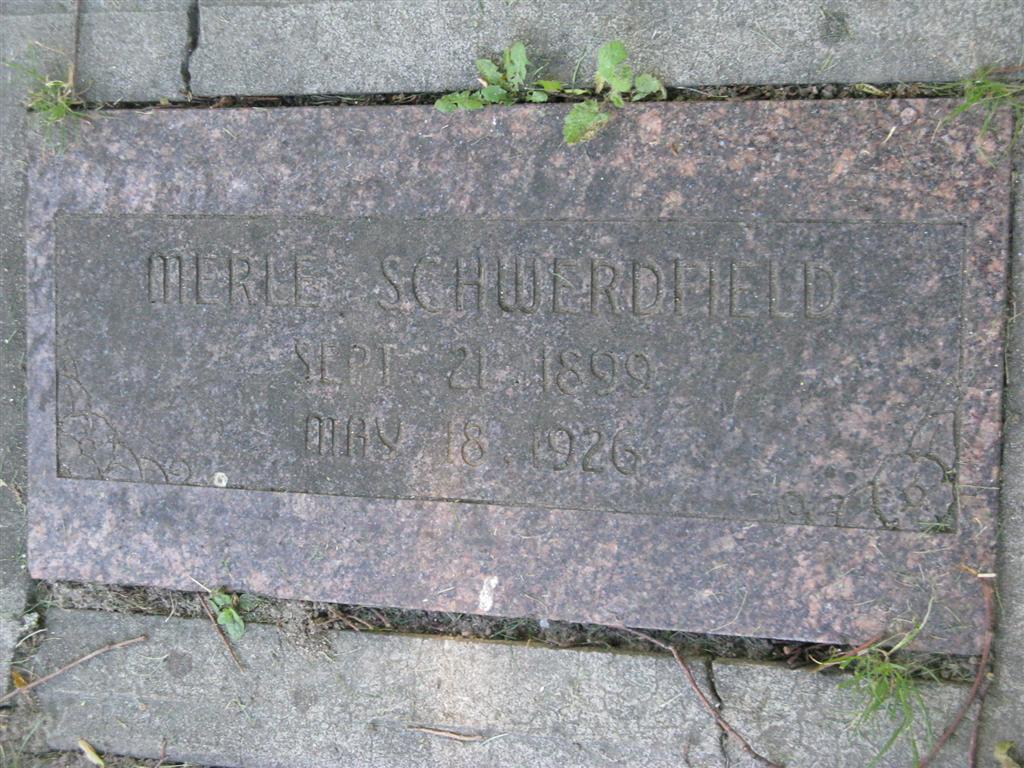 MERLE SCHWERDFIELD
SEPT. 21, 1899
MAY 18, 1926